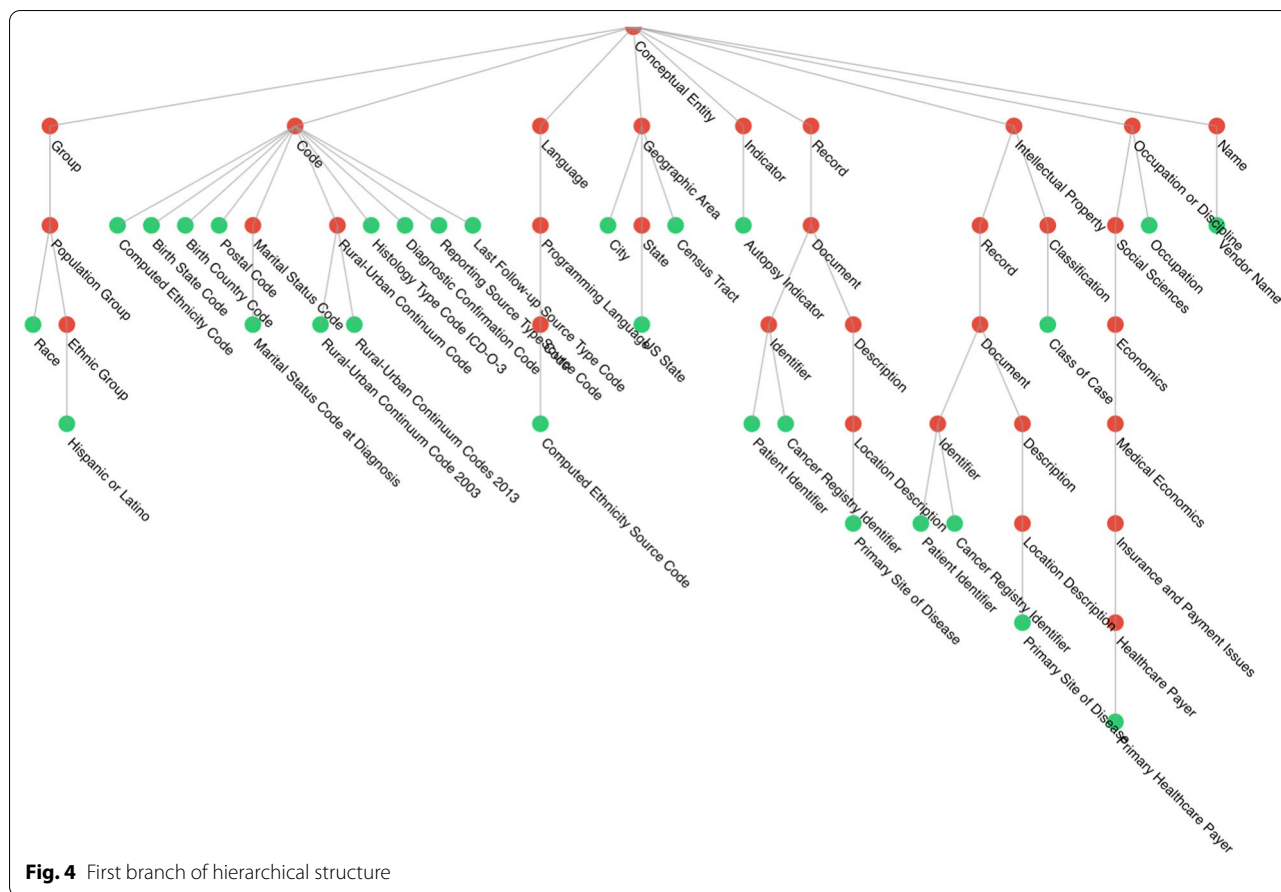 Conceptual Entity
Group
Code
Language
Geographic Area
Indicator
Record
Intellectual Property
Occupation or Discipline
Name
Population Group
Computed Ethnicity Code
Birth State Code
Birth Country Code
Postal Code
Marital Status Code
Rural-Urban Continuum Code
Histology Type Code ICD-O-3
Diagnostic Confirmation Code
Reporting Source Type Code
Last Follow-up Source Type Code
Programming Language
City
State
Census Tract
Autopsy Indicator
Document
Record
Classification
Social Sciences
Occupation
Vendor Name
Race
Ethnic Group
Marital Status Code at Diagnosis
Rural-Urban Continuum Code 2003
Rural-Urban Continuum Codes 2013
Source Code
US State
Identifier
Description
Document
Class of Case
Economics
Hispanic or Latino
Computed Ethnicity Source Code
Patient Identifier
Cancer Registry Identifier
Location Description
Identifier
Description
Medical Economics
Primary Site of Disease
Patient Identifier
Cancer Registry Identifier
Location Description
Insurance and Payment Issues
Primary Site of Disease
Healthcare Payer
Primary Healthcare Payer
Fig. 4 First branch of hierarchical structure